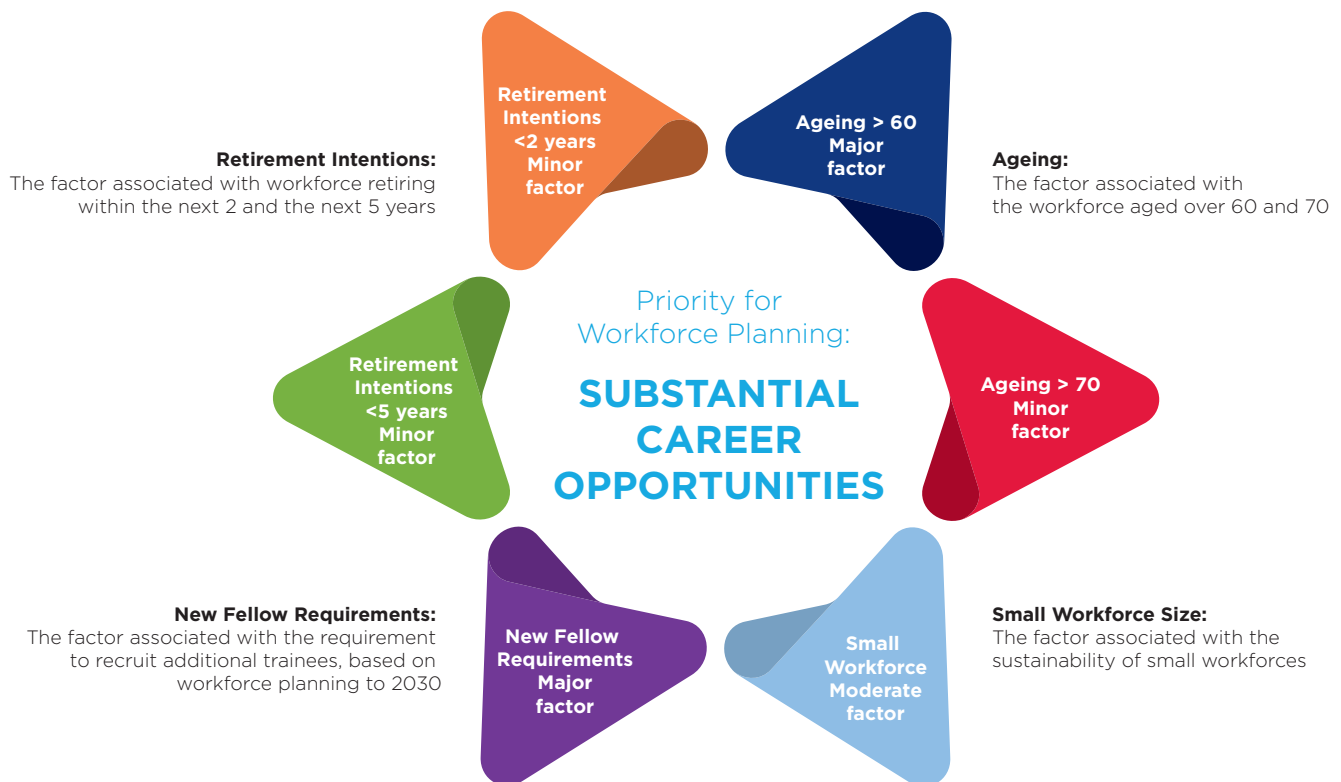 Retirement
Intentions
<2 years
Minor
factor
Ageing > 60
Major
factor
Retirement Intentions:
The factor associated with workforce retiring
within the next 2 and the next 5 years
Ageing:
The factor associated with
the workforce aged over 60 and 70
Priority for
Workforce Planning:
SUBSTANTIAL
CAREER
OPPORTUNITIES
Retirement
Intentions
<5 years
Minor
factor
Ageing > 70
Minor
factor
New Fellow Requirements:
The factor associated with the requirement
to recruit additional trainees, based on
workforce planning to 2030
New Fellow
Requirements
Major
factor
Small
Workforce
Moderate
factor
Small Workforce Size:
The factor associated with the
sustainability of small workforces